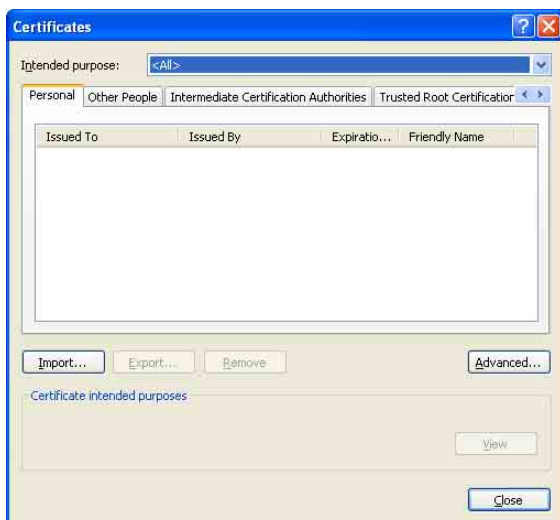 Certificates
Intended purpose: <All>
Personal Other People Intermediate Certification Authorities Trusted Root Certification
Issued To Issued By Expiratio... Friendly Name
Import... Export... Remove Advanced...
Certificate intended purposes
View
Close